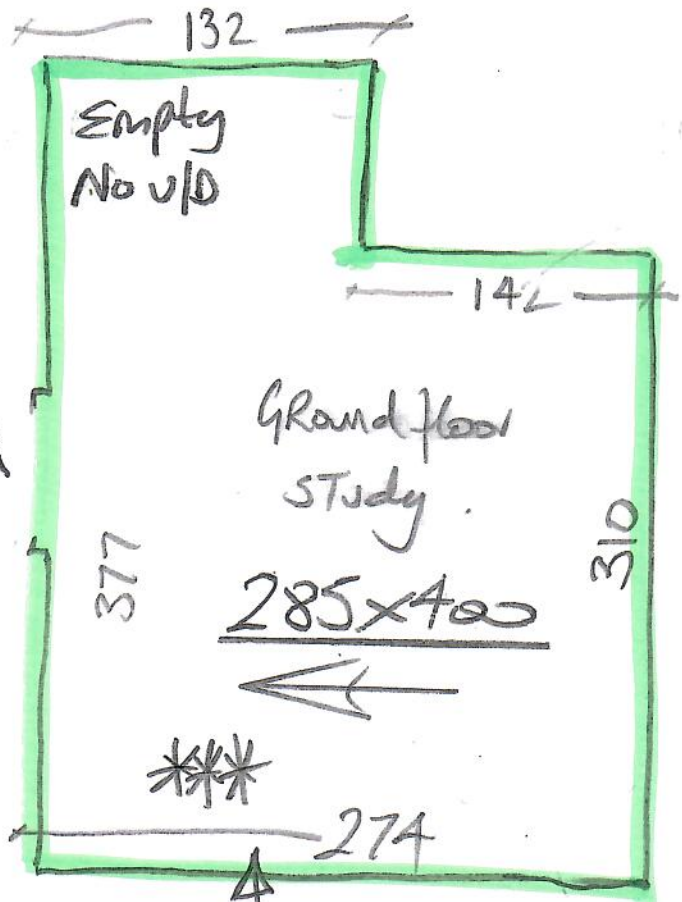 132
Empty
No U/D
142
GRound floor
STudy.
377
310
285x400
***
274